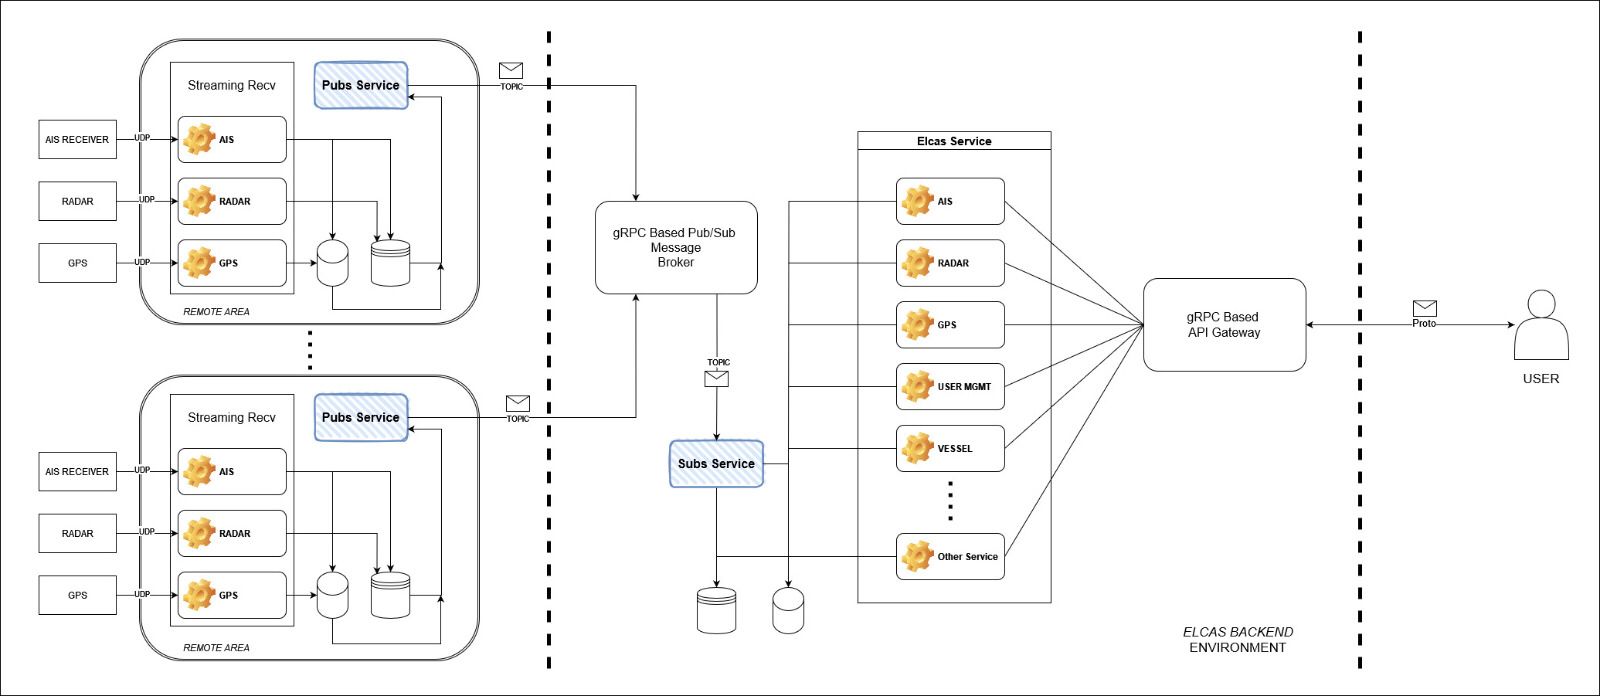 Streaming Recv
Pubs Service
TOPIC
AIS RECEIVER
UDP
AIS
RADAR
UDP
RADAR
GPS
UDP
GPS
REMOTE AREA
Streaming Recv
Pubs Service
TOPIC
AIS RECEIVER
UDP
AIS
RADAR
UDP
RADAR
GPS
UDP
GPS
REMOTE AREA
gRPC Based Pub/Sub
Message
Broker
TOPIC
Subs Service
Elcas Service
AIS
RADAR
GPS
USER MGMT
VESSEL
Other Service
gRPC Based
API Gateway
Proto
USER
ELCAS BACKEND
ENVIRONMENT